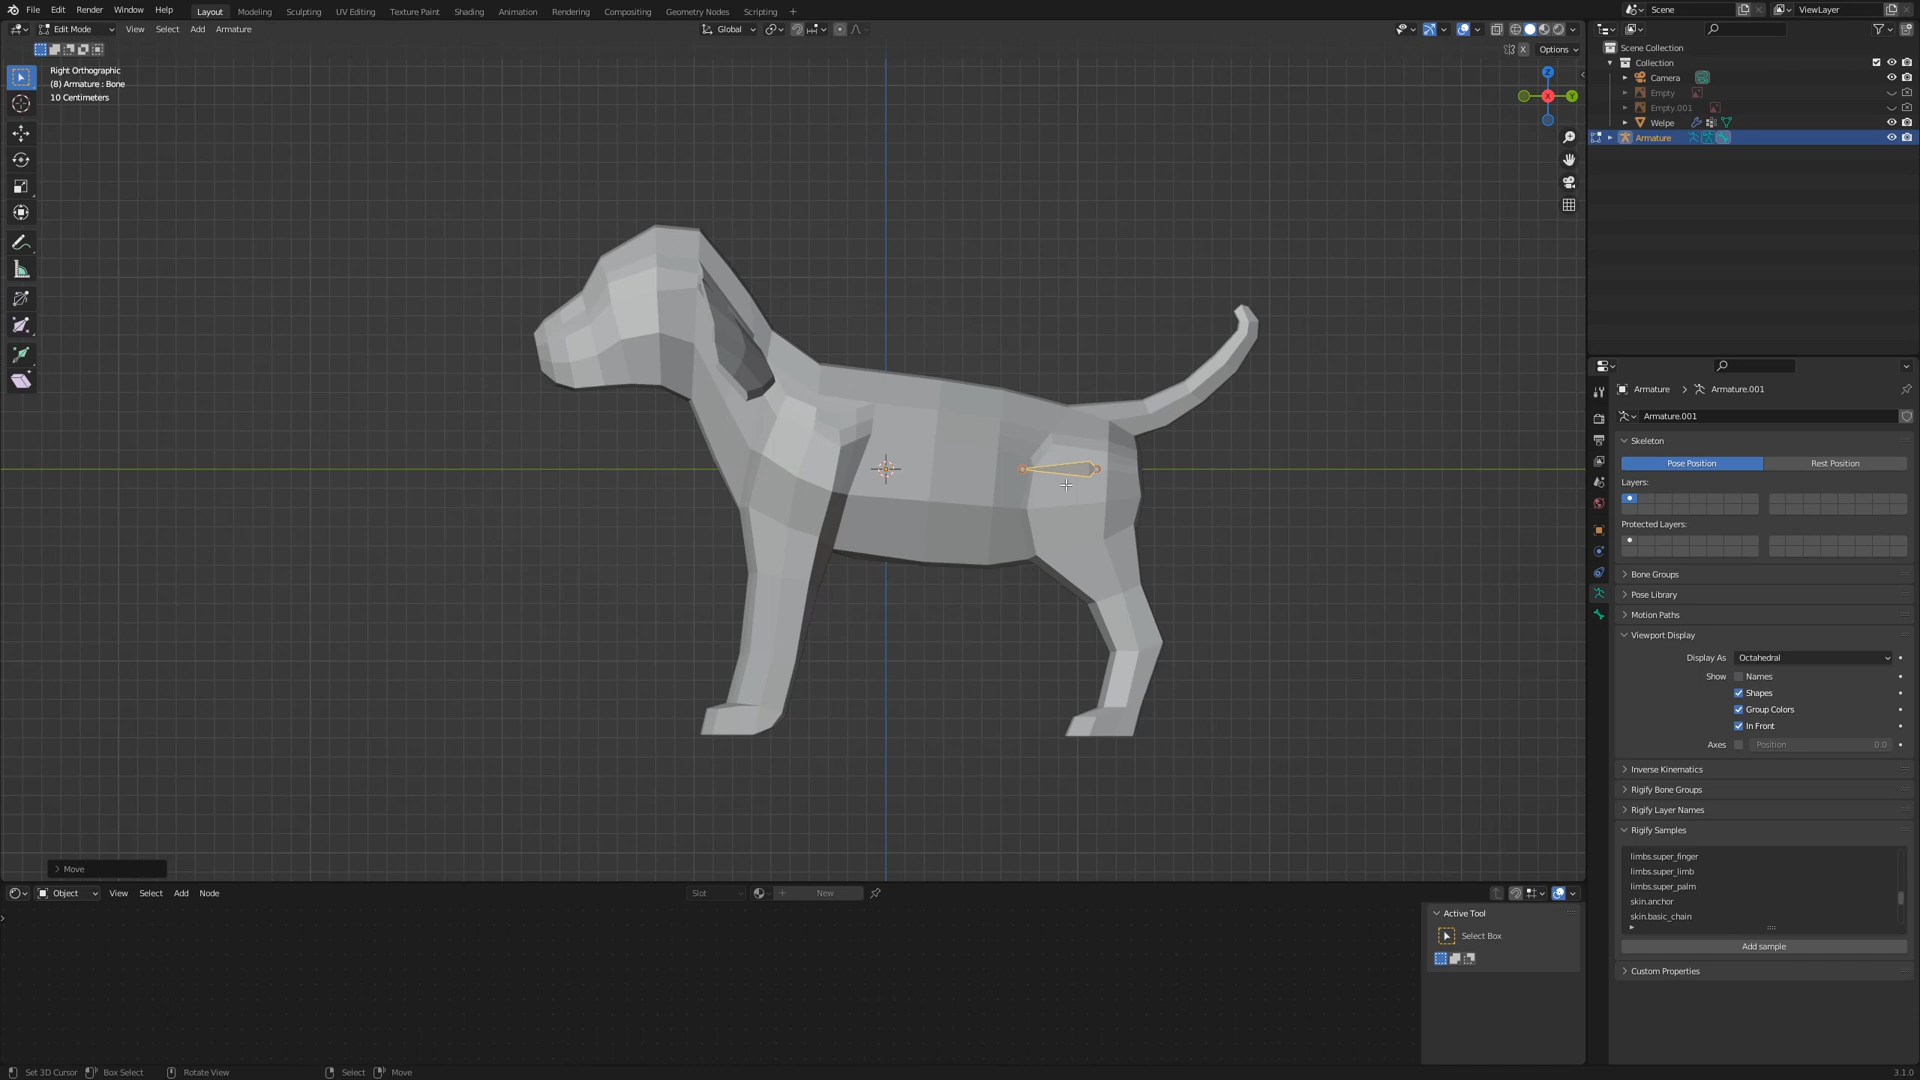 File Edit Render Window Help Layout Modeling Sculpting UV Editing Texture Paint Shading Animation Rendering Compositing Geometry Nodes Scripting + Scene ViewLayer
Edit Mode View Select Add Armature Global
X Options
Right Orthographic
(8) Armature : Bone
10 Centimeters
Z
X Y
Move
Scene Collection
Collection
Camera
Empty
Empty.001
Welpe
Armature
Armature Armature.001
Armature.001
Skeleton
Pose Position Rest Position
Layers:
Protected Layers:
Bone Groups
Pose Library
Motion Paths
Viewport Display
Display As Octahedral
Show Names
Shapes
Group Colors
In Front
Axes Position 0.0
Inverse Kinematics
Rigify Bone Groups
Rigify Layer Names
Rigify Samples
limbs.super_finger
limbs.super_limb
limbs.super_palm
skin.anchor
skin.basic_chain
Add sample
Custom Properties
Object View Select Add Node Slot New
Active Tool
Select Box
Set 3D Cursor Box Select Rotate View Select Move 3.1.0